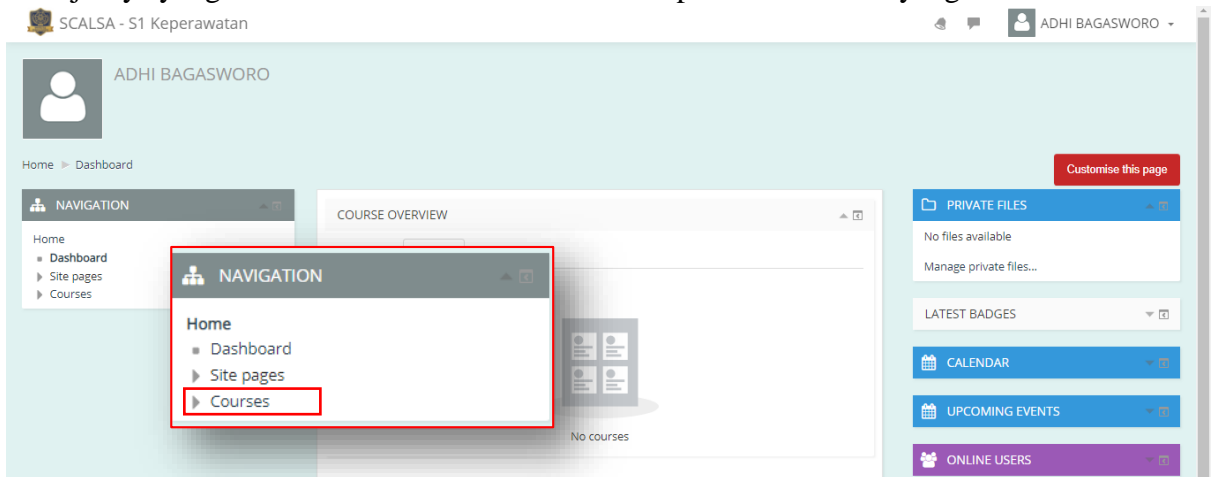 SCALSA - S1 Keperawatan
ADHI BAGASWORO
ADHI BAGASWORO
Home Dashboard
Customise this page
NAVIGATION
Home
Dashboard
Site pages
Courses
NAVIGATION
Home
Dashboard
Site pages
Courses
COURSE OVERVIEW
No courses
PRIVATE FILES
No files available
Manage private files...
LATEST BADGES
CALENDAR
UPCOMING EVENTS
ONLINE USERS